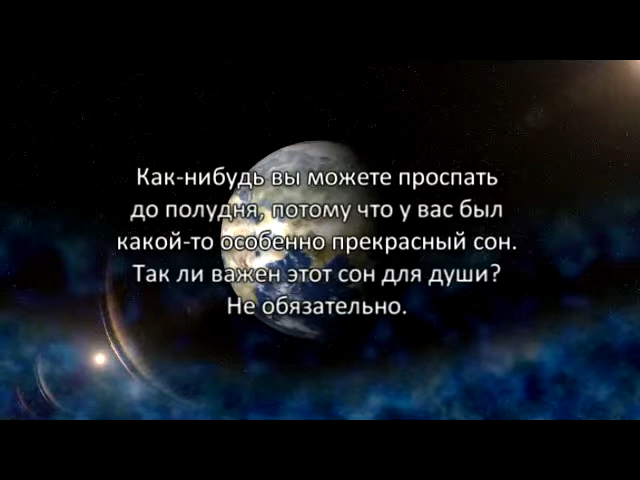 Как-нибудь вы можете проспать
до полудня, потому что у вас был
какой-то особенно прекрасный сон.
Так ли важен этот сон для души?
Не обязательно.